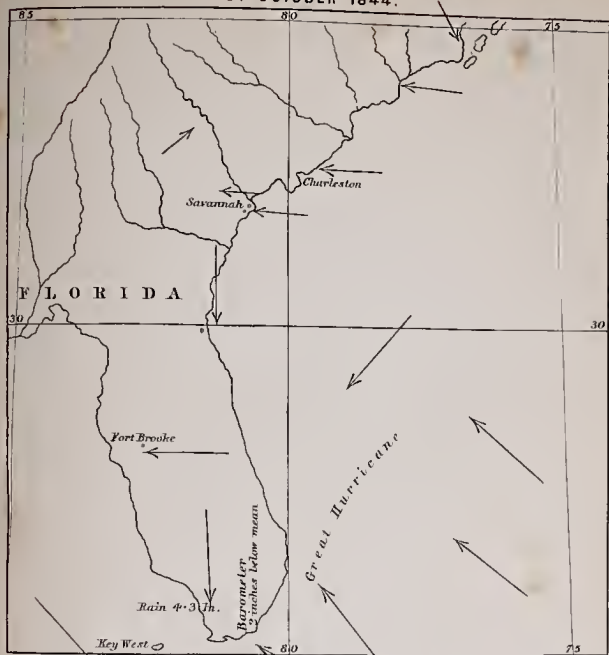 OCTOBER 1844.
85
80
75
Charleston
Savannah
FLORIDA
30
30
Fort Brooke
Great Hurricane
Barometer
2 inches below mean
Rain 4·3 In.
Key West
80